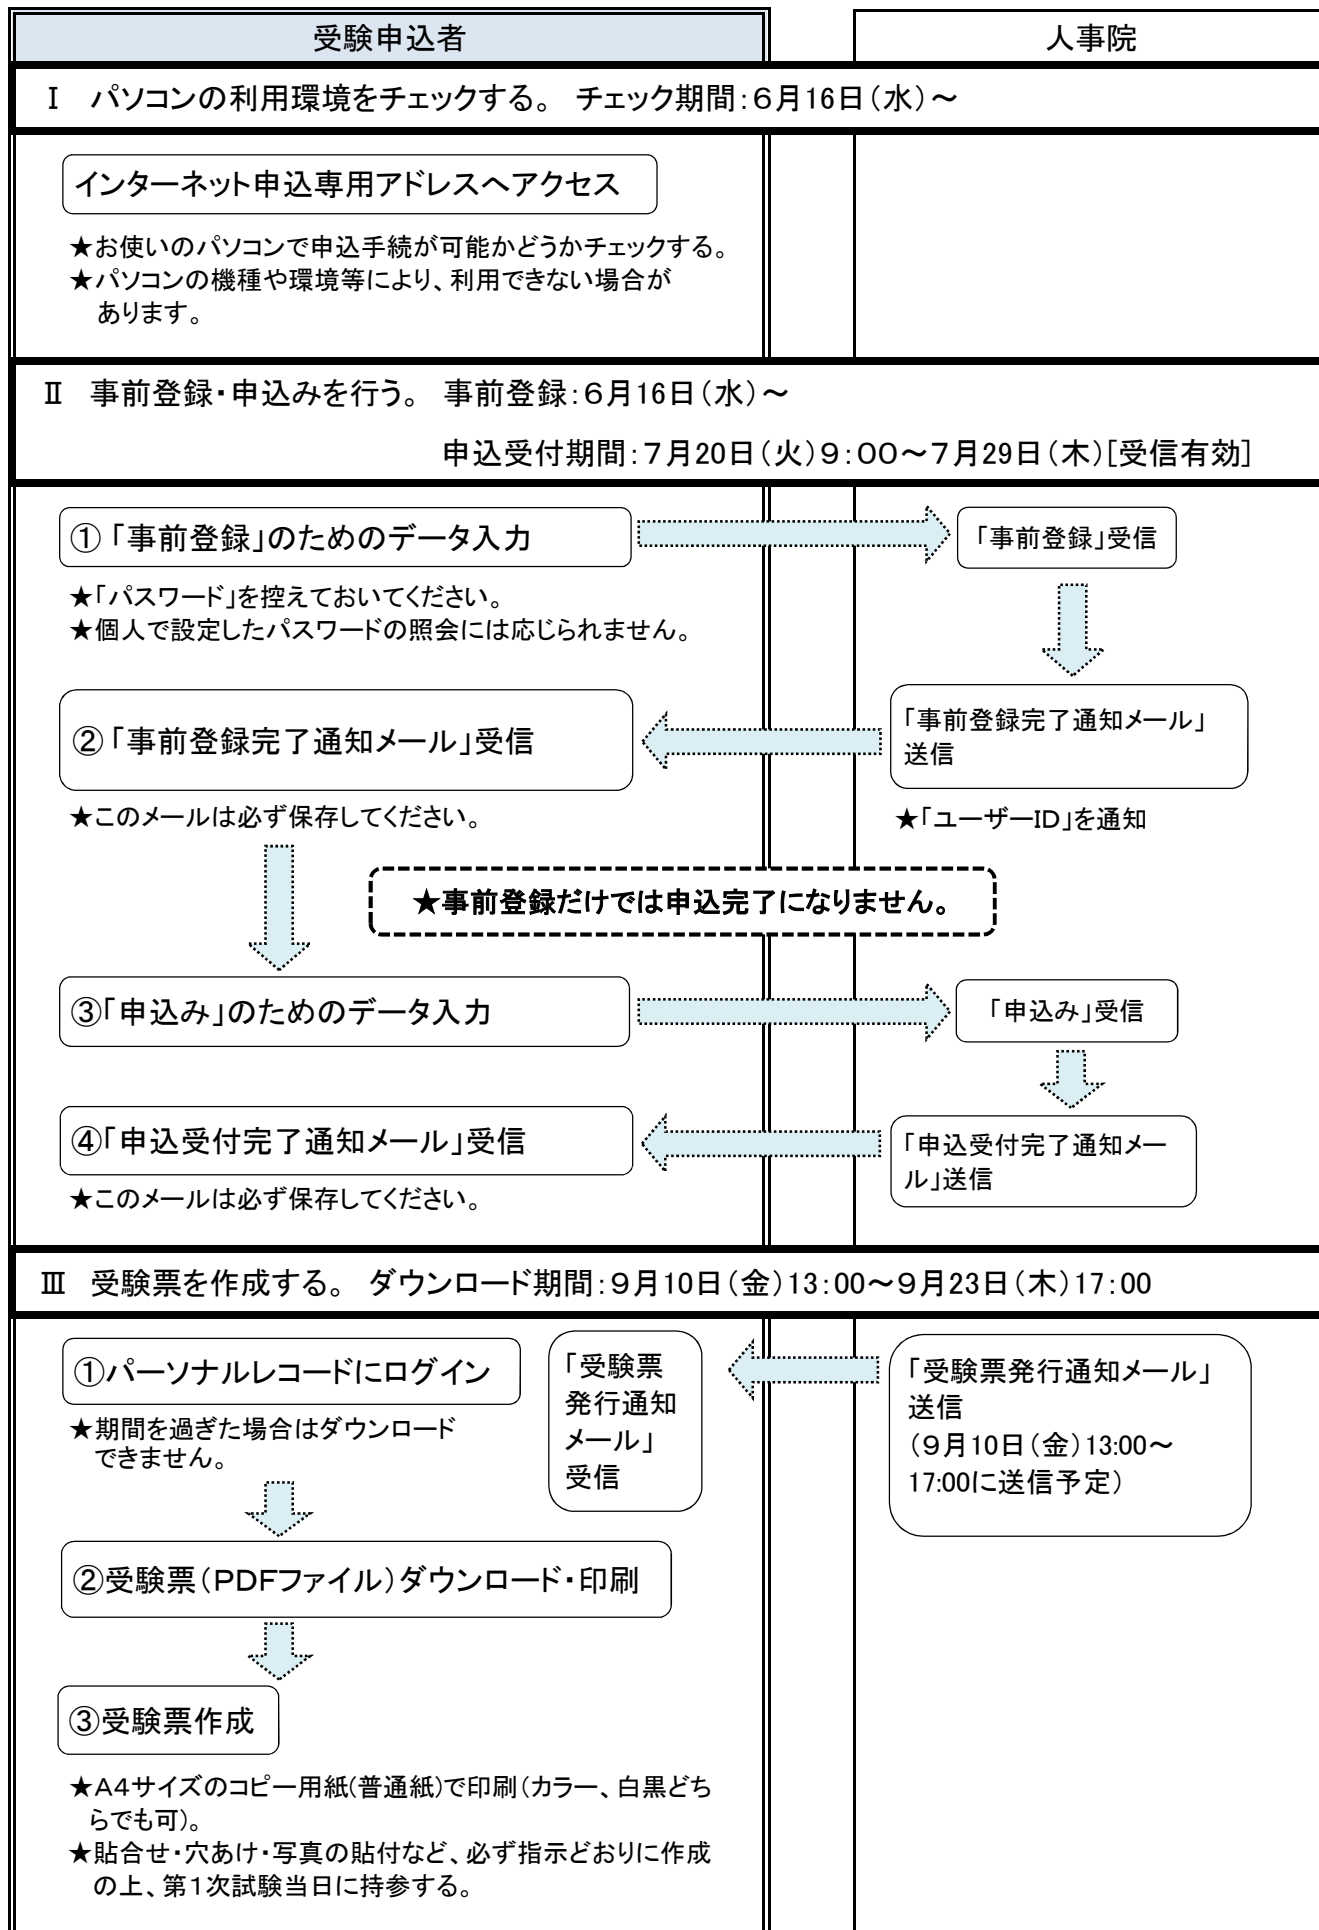 受験申込者
人事院
Ⅰ　パソコンの利用環境をチェックする。　チェック期間：６月16日（水）～
インターネット申込専用アドレスへアクセス
★お使いのパソコンで申込手続が可能かどうかチェックする。
★パソコンの機種や環境等により、利用できない場合が
あります。
Ⅱ　事前登録・申込みを行う。　事前登録：６月16日（水）～
申込受付期間：７月20日（火）９：００～７月29日（木）[受信有効]
①「事前登録」のためのデータ入力
「事前登録」受信
★「パスワード」を控えておいてください。
★個人で設定したパスワードの照会には応じられません。
②「事前登録完了通知メール」受信
「事前登録完了通知メール」
送信
★このメールは必ず保存してください。
★「ユーザーＩＤ」を通知
★事前登録だけでは申込完了になりません。
③「申込み」のためのデータ入力
「申込み」受信
④「申込受付完了通知メール」受信
「申込受付完了通知メー
ル」送信
★このメールは必ず保存してください。
Ⅲ　受験票を作成する。　ダウンロード期間：９月10日（金）13：00～９月23日（木）17：00
①パーソナルレコードにログイン
★期間を過ぎた場合はダウンロード
できません。
「受験票
発行通知
メール」
受信
「受験票発行通知メール」
送信
（９月10日（金）13:00～
17:00に送信予定）
②受験票（ＰＤＦファイル）ダウンロード・印刷
③受験票作成
★Ａ４サイズのコピー用紙(普通紙)で印刷（カラー、白黒どち
らでも可）。
★貼合せ・穴あけ・写真の貼付など、必ず指示どおりに作成
の上、第１次試験当日に持参する。